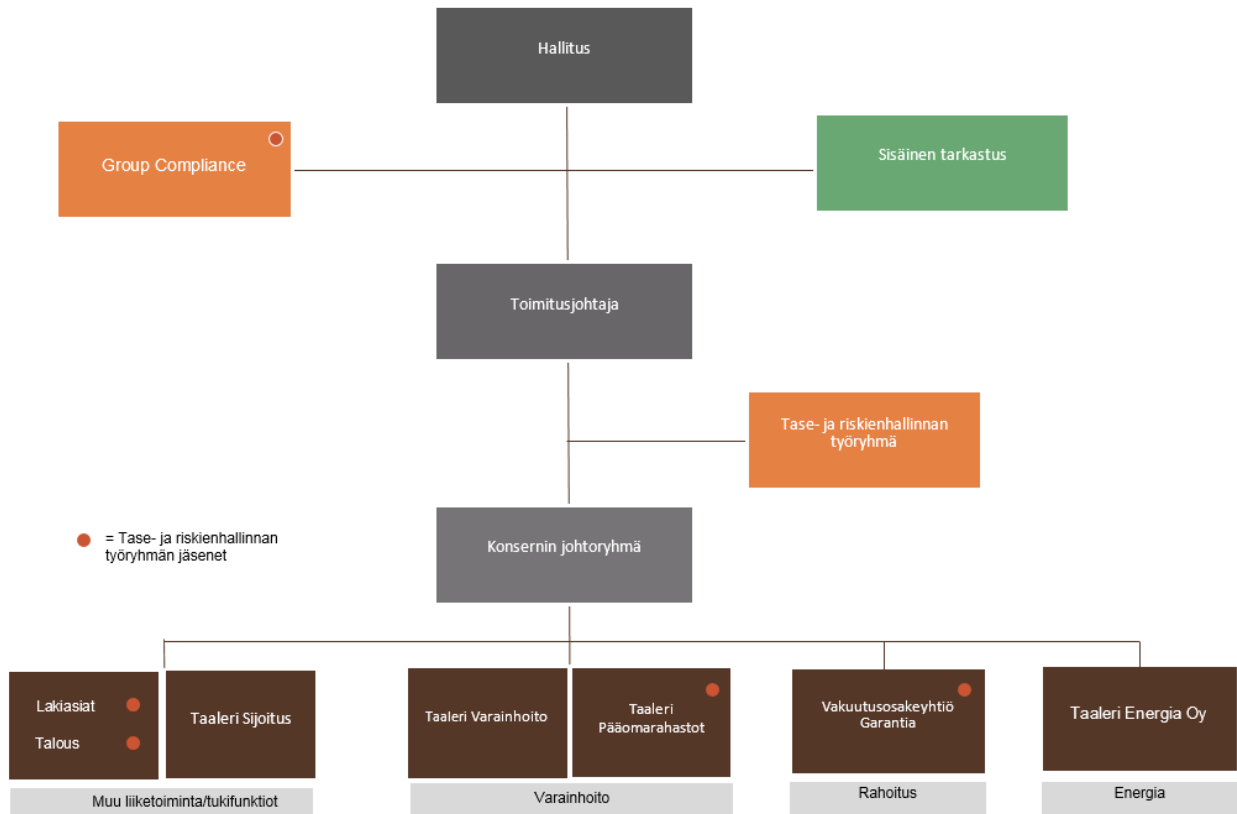 Hallitus
Group Compliance
Sisäinen tarkastus
Toimitusjohtaja
Tase- ja riskienhallinnan
työryhmä
Konsernin johtoryhmä
= Tase- ja riskienhallinnan
työryhmän jäsenet
Lakiasiat
Talous
Taaleri Sijoitus
Taaleri Varainhoito
Taaleri
Pääomarahastot
Vakuutusosakeyhtiö
Garantia
Taaleri Energia Oy
Muu liiketoiminta/tukifunktiot
Varainhoito
Rahoitus
Energia